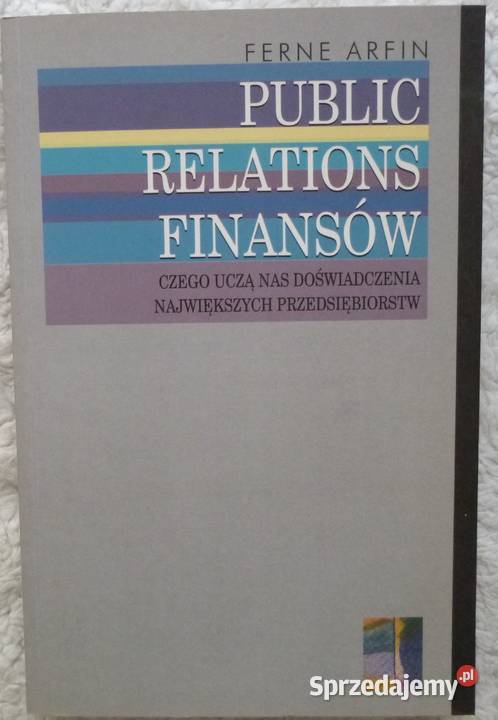 FERNE ARFIN
PUBLIC
RELATIONS
FINANSÓW
CZEGO UCZĄ NAS DOŚWIADCZENIA
NAJWIĘKSZYCH PRZEDSIĘBIORSTW
Sprzedajemy.pl